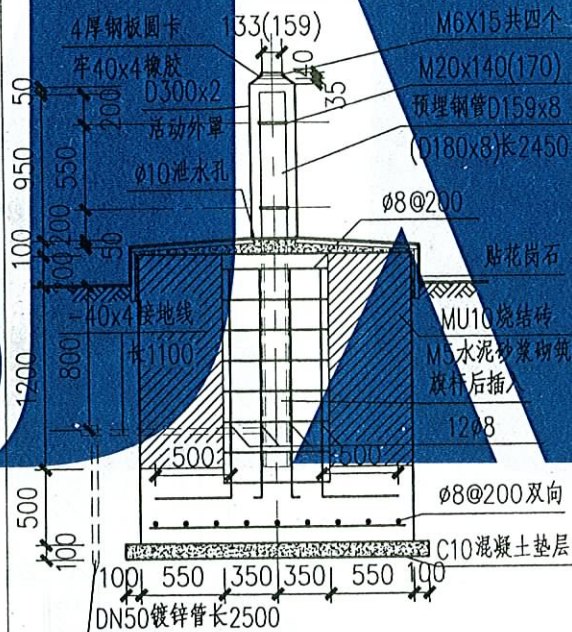 133(159)
4厚钢板圆卡
牢40x4橡胶
D300x2
活动外罩
ø10泄水孔
M6X15共四个
M20x140(170)
预埋钢管D159x8
(D180x8)长2450
40
35
50
950
100
200
1200
500
100
200
550
200
50
800
ø8@200
贴花岗石
MU10烧结砖
M5水泥砂浆砌筑
旗杆后插入
12ø8
-40x4接地线
长1100
500
500
ø8@200双向
C10混凝土垫层
100
550
350
350
550
100
DN50镀锌管长2500